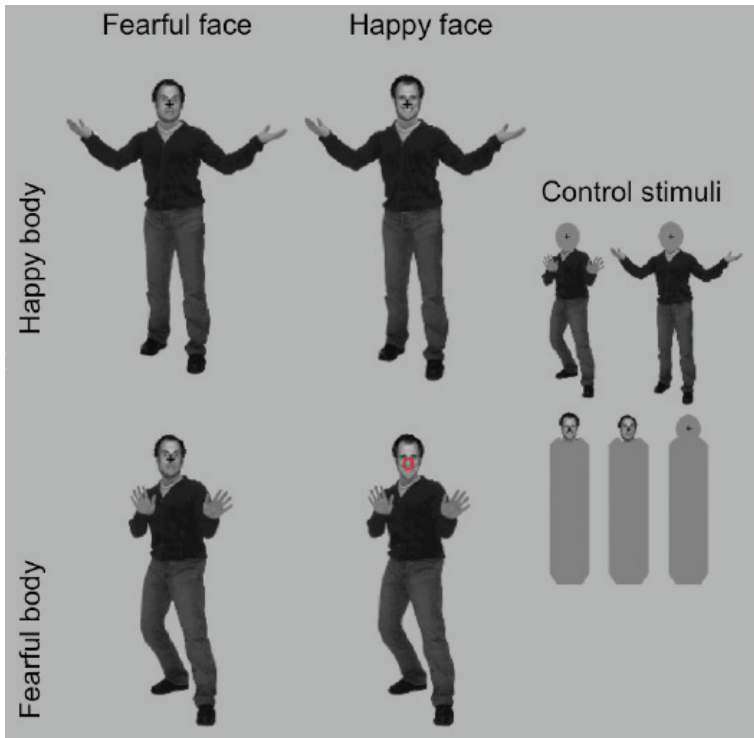 Fearful face
Happy face
Happy body
Control stimuli
Fearful body